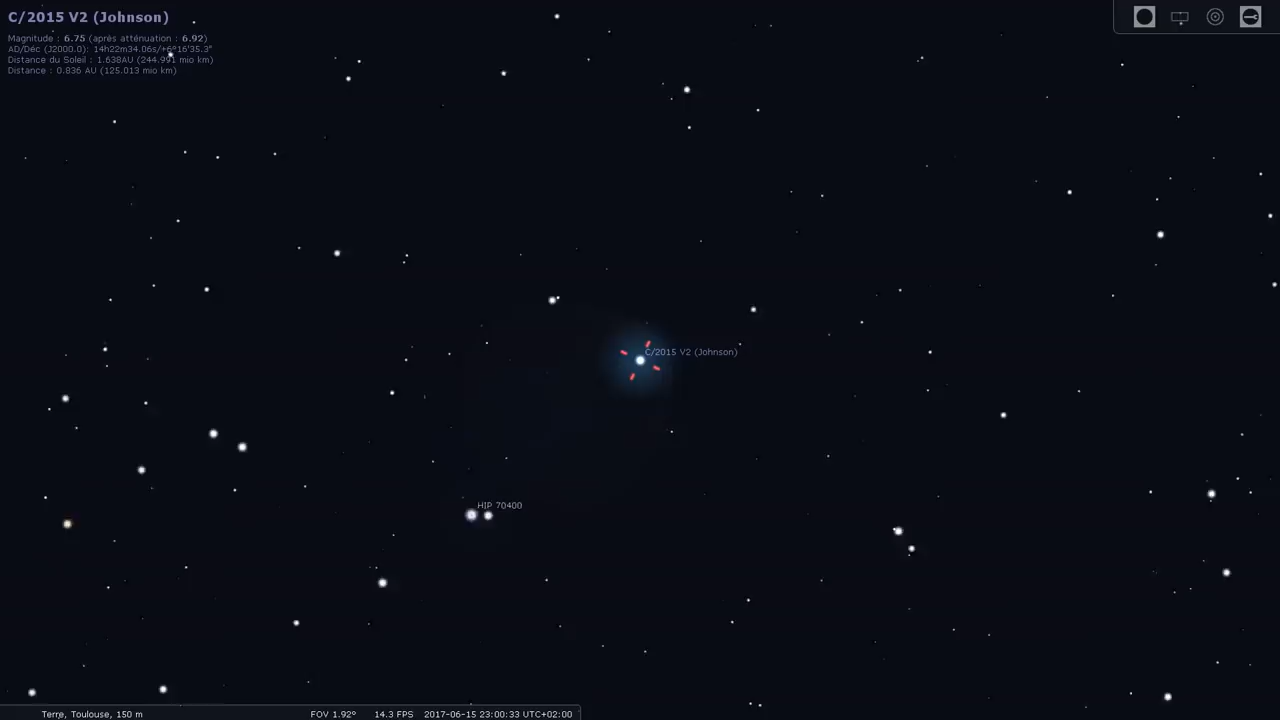 C/2015 V2 (Johnson)
Magnitude : 6.75 (après atténuation : 6.92)
AD/Déc (J2000.0): 14h22m34.06s/+6°16'35.3"
Distance du Soleil : 1.638AU (244.991 mio km)
Distance : 0.836 AU (125.013 mio km)
C/2015 V2 (Johnson)
HIP 70400
Terre, Toulouse, 150 m FOV 1.92° 14.3 FPS 2017-06-15 23:00:33 UTC+02:00